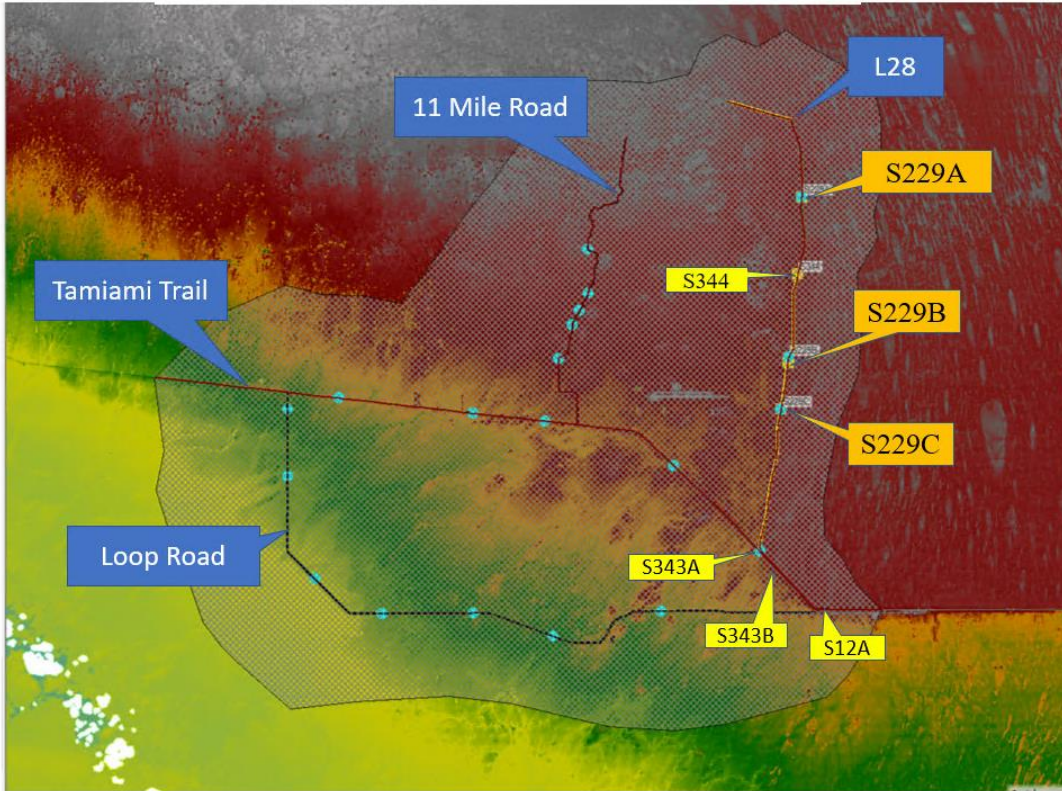 L28
11 Mile Road
S229A
S344
Tamiami Trail
S229B
S229C
Loop Road
S343A
S343B
S12A